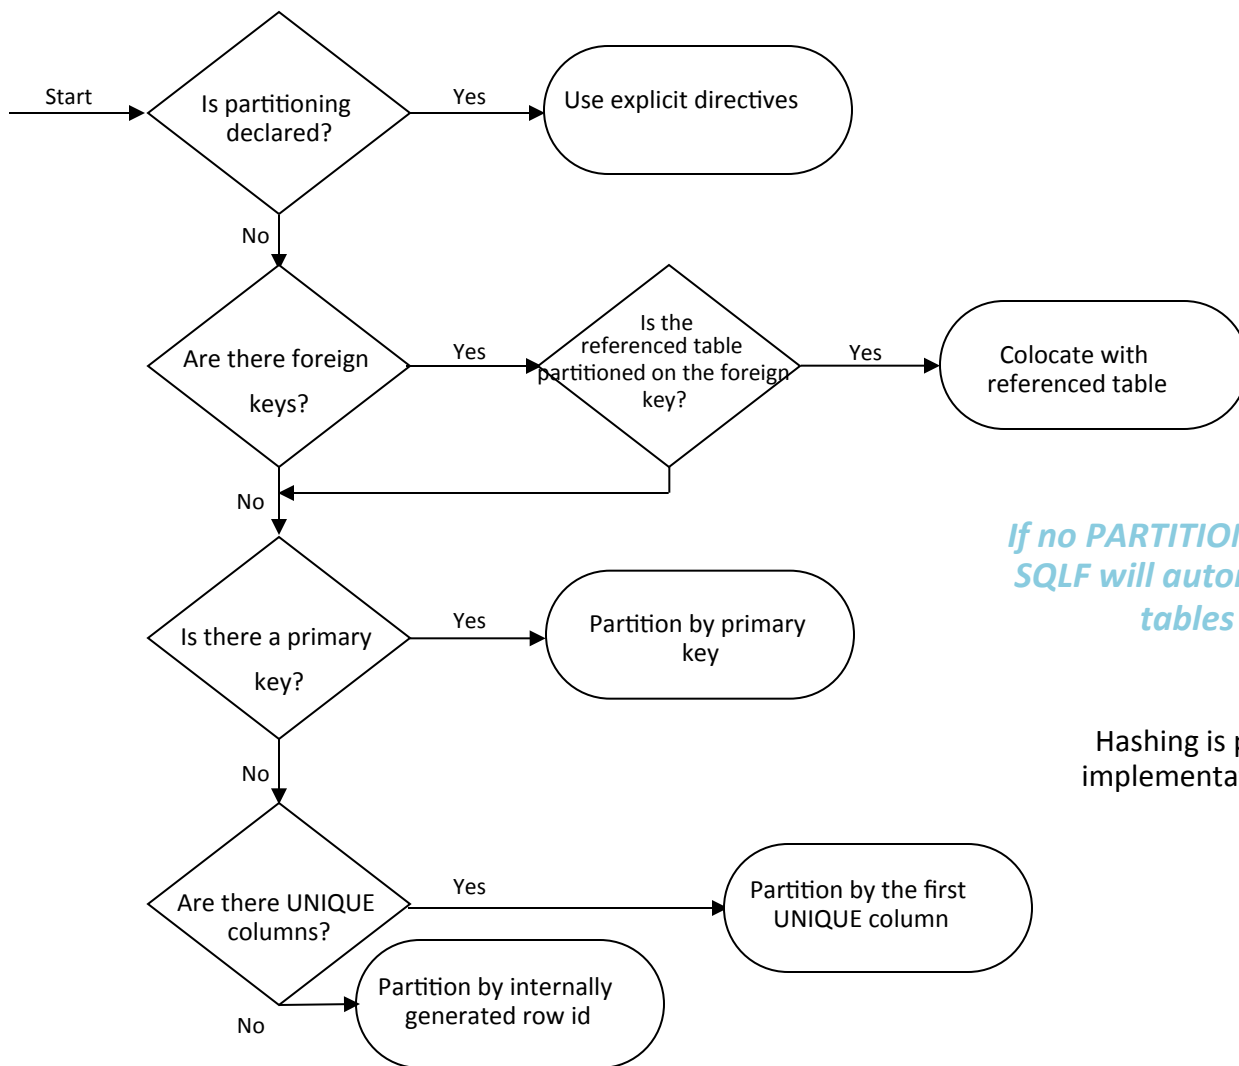 Start
Is partitioning
declared?
Yes
Use explicit directives
No
Are there foreign
keys?
Yes
Is the
referenced table
partitioned on the foreign
key?
Yes
Colocate with
referenced table
No
If no
SQLF will
tables
Is there a primary
key?
Yes
Partition by primary
key
Hashing is
No
Are there UNIQUE
columns?
Yes
Partition by the first
UNIQUE column
No
Partition by internally
generated row id